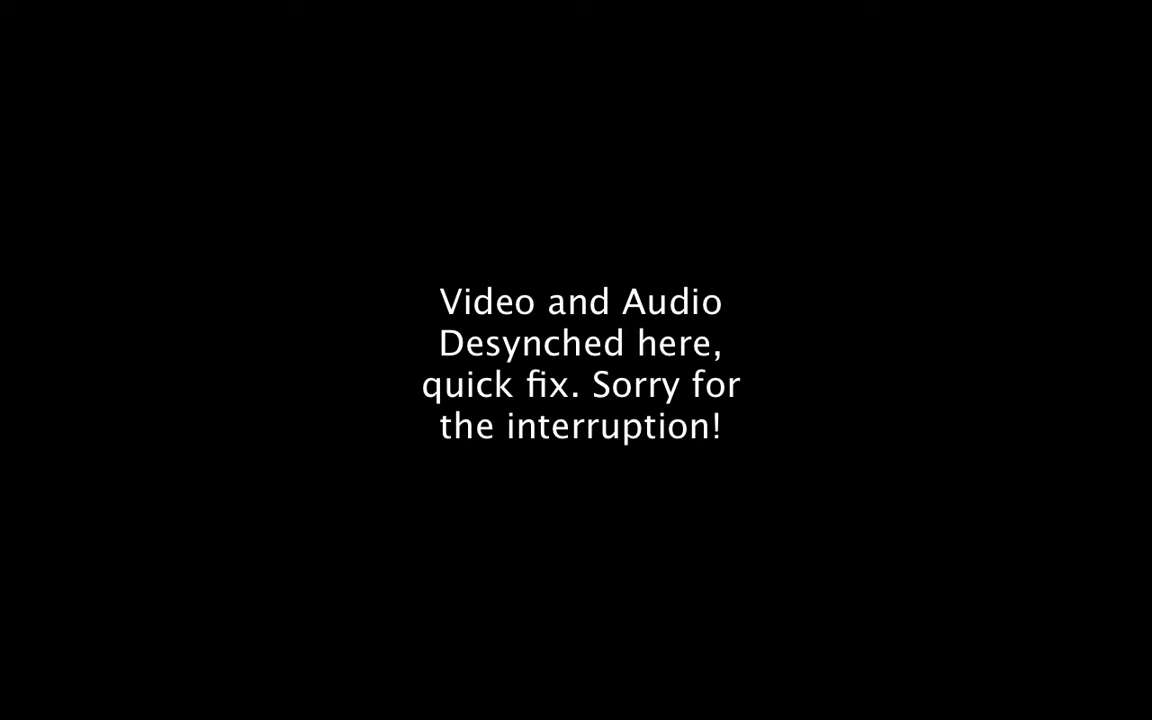 Video and Audio
Desynched here,
quick fix. Sorry for
the interruption!